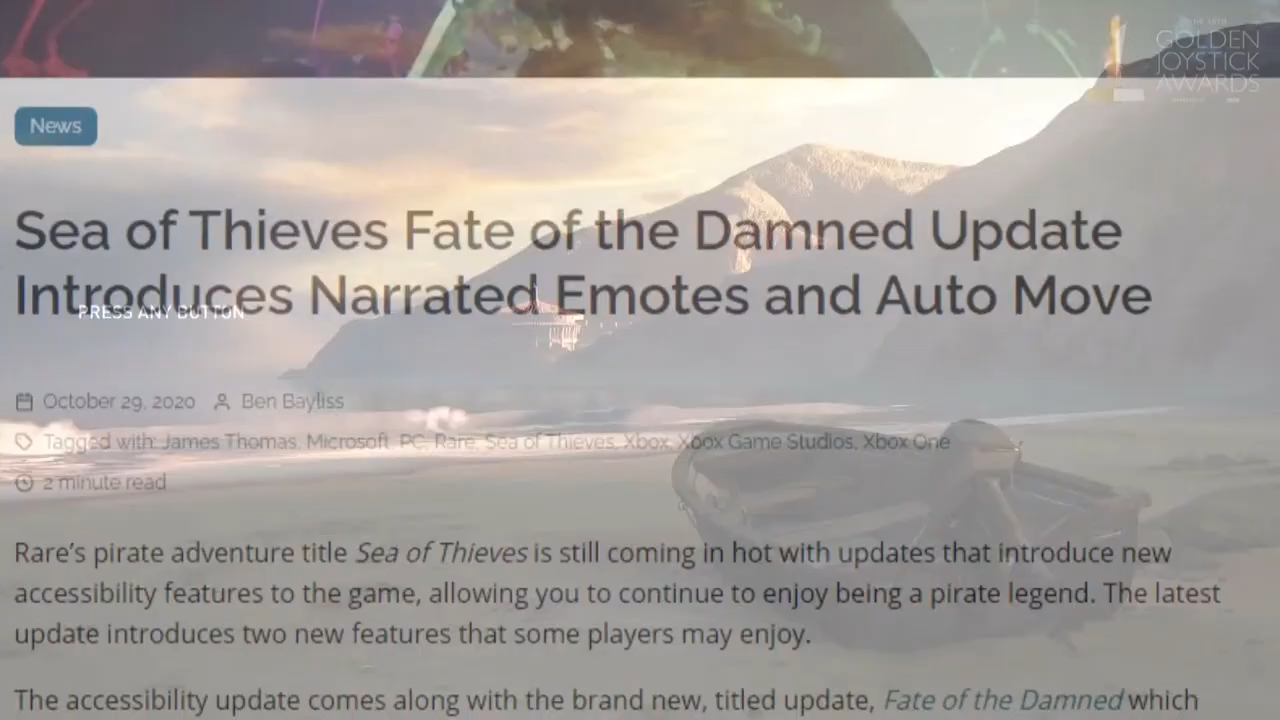 GOLDEN
JOYSTICK
AWARDS
News
Sea of Thieves Fate of the Damned Update
Introduces Narrated Emotes and Auto Move
PRESS ANY BUTTON
October 29, 2020 Ben Bayliss
Tagged with: James Thomas, Microsoft, PC, Rare, Sea of Thieves, Xbox, Xbox Game Studios, Xbox One
2 minute read
Rare’s pirate adventure title Sea of Thieves is still coming in hot with updates that introduce new
accessibility features to the game, allowing you to continue to enjoy being a pirate legend. The latest
update introduces two new features that some players may enjoy.
The accessibility update comes along with the brand new, titled update, Fate of the Damned which